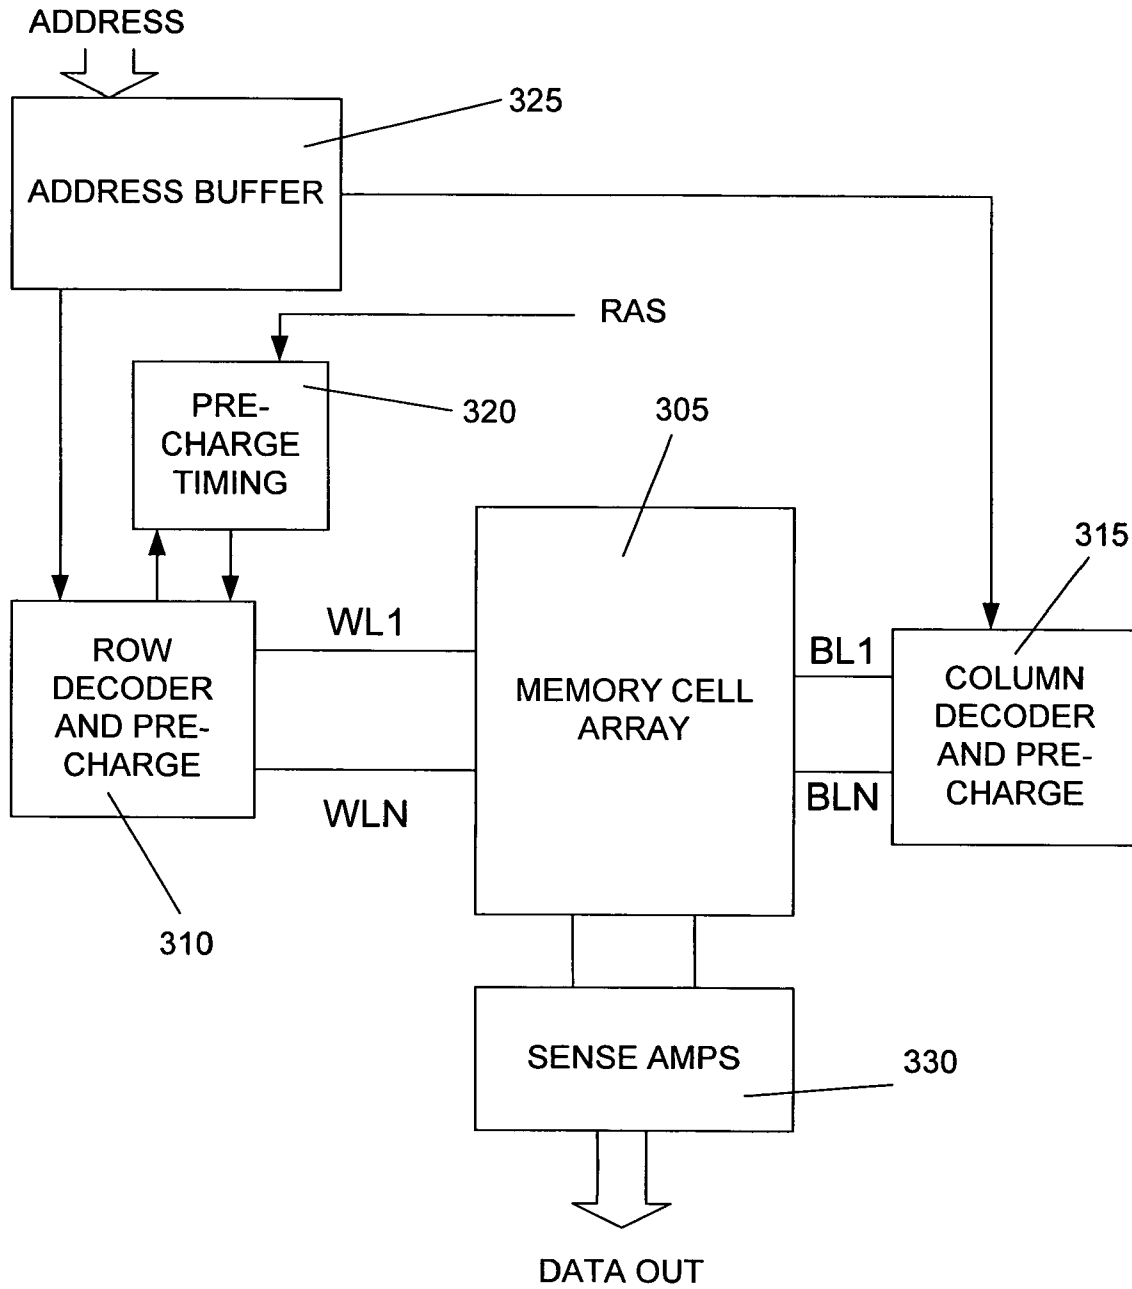 ADDRESS
325
ADDRESS BUFFER
RAS
PRE-
CHARGE
TIMING
320
305
315
WL1
ROW
DECODER
AND PRE-
CHARGE
WLN
MEMORY CELL
ARRAY
BL1
BLN
COLUMN
DECODER
AND PRE-
CHARGE
310
SENSE AMPS
330
DATA OUT